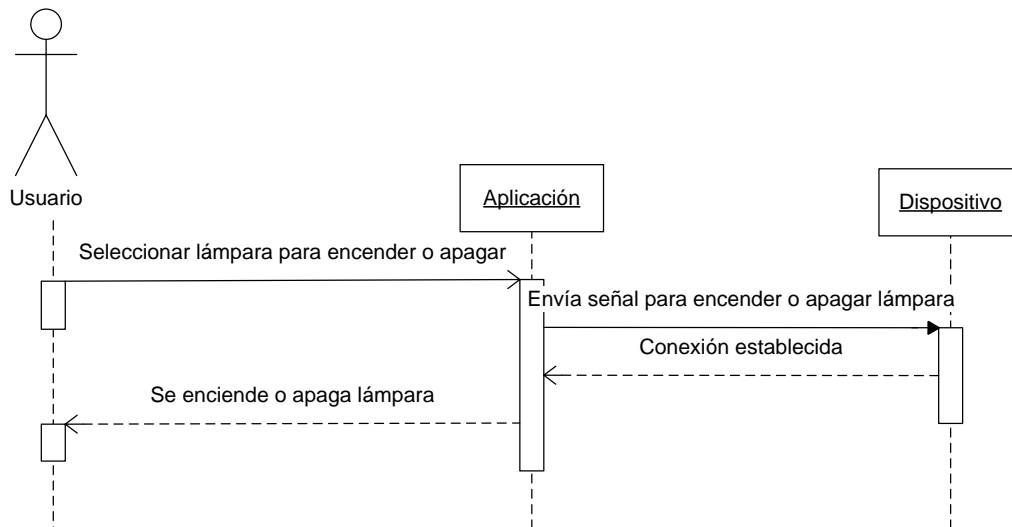 Usuario
Aplicación
Dispositivo
Seleccionar lámpara para encender o apagar
Envía señal para encender o apagar lámpara
Conexión establecida
Se enciende o apaga lámpara